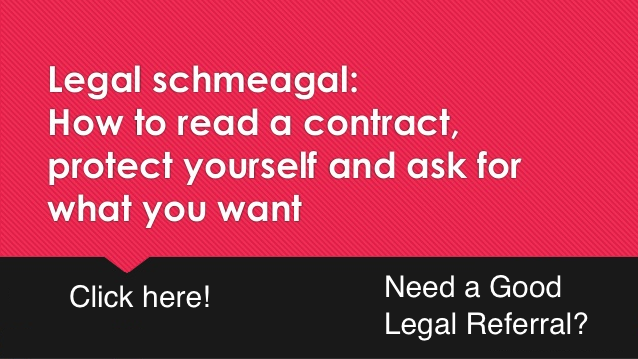 Legal schmeagal:
How to read a contract,
protect yourself and ask for
what you want
Click here!
Need a Good
Legal Referral?